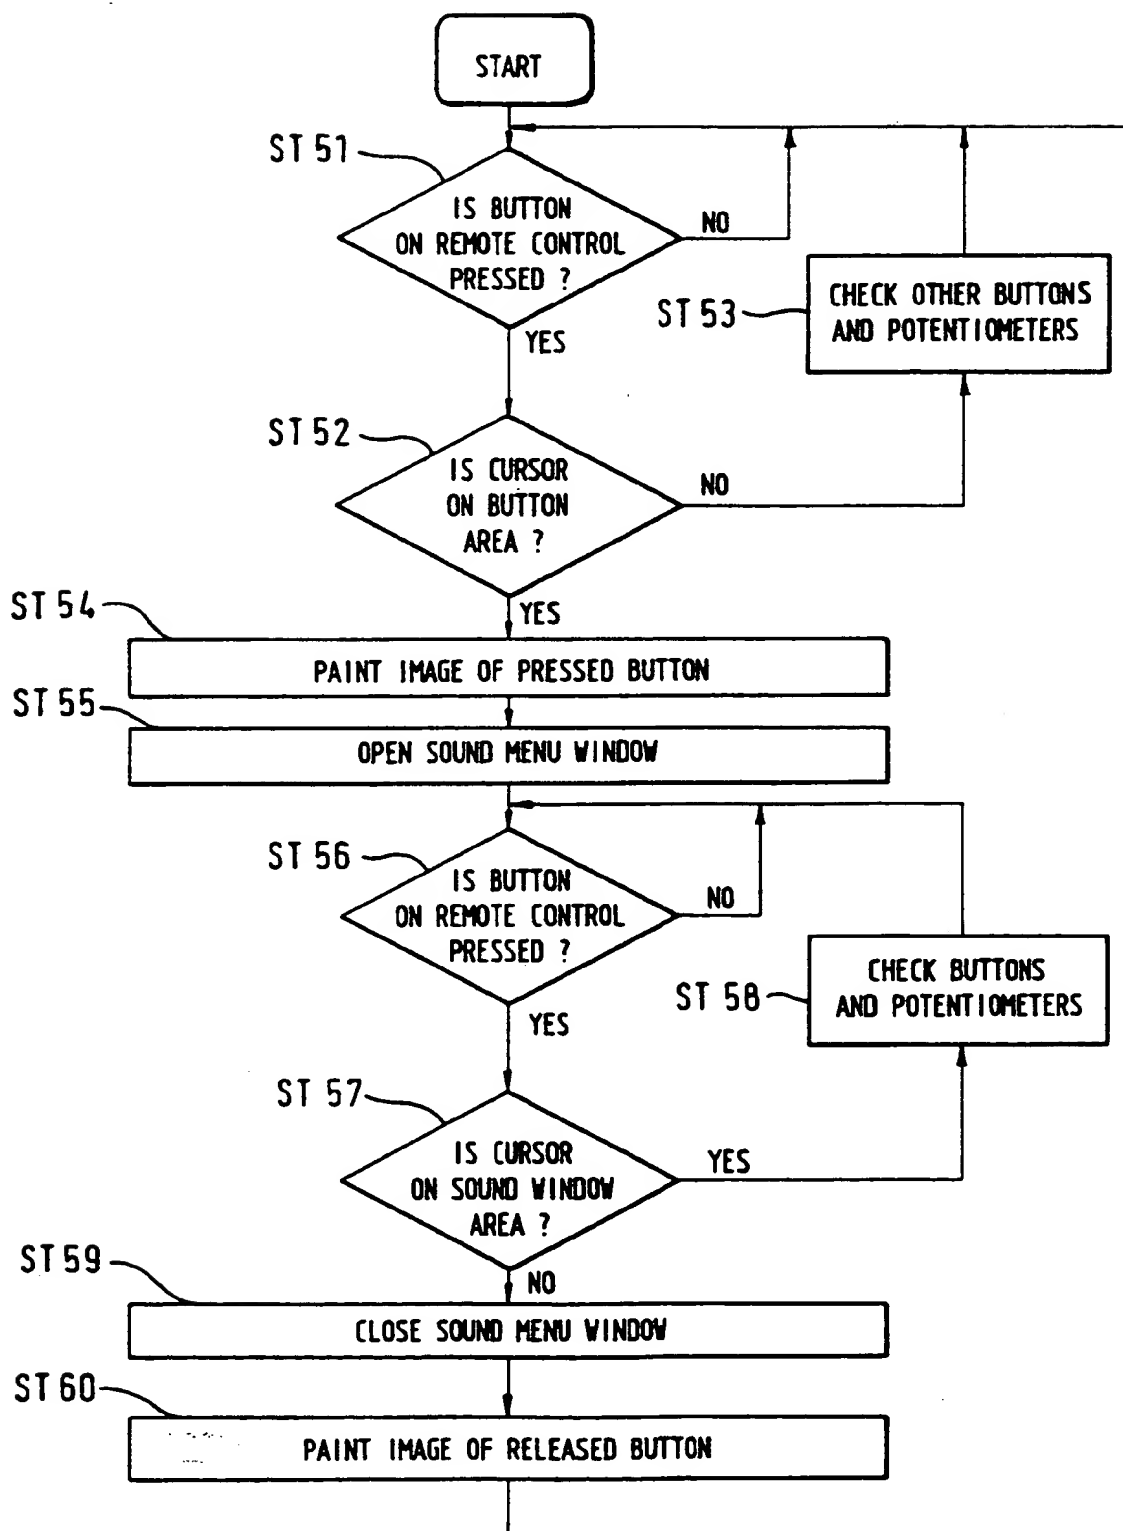 START
ST 51
IS BUTTON
ON REMOTE CONTROL
PRESSED ?
NO
YES
ST 53
CHECK OTHER BUTTONS
AND POTENTIOMETERS
ST 52
IS CURSOR
ON BUTTON
AREA ?
NO
YES
ST 54
PAINT IMAGE OF PRESSED BUTTON
ST 55
OPEN SOUND MENU WINDOW
ST 56
IS BUTTON
ON REMOTE CONTROL
PRESSED ?
NO
YES
ST 58
CHECK BUTTONS
AND POTENTIOMETERS
ST 57
IS CURSOR
ON SOUND WINDOW
AREA ?
YES
NO
ST 59
CLOSE SOUND MENU WINDOW
ST 60
PAINT IMAGE OF RELEASED BUTTON